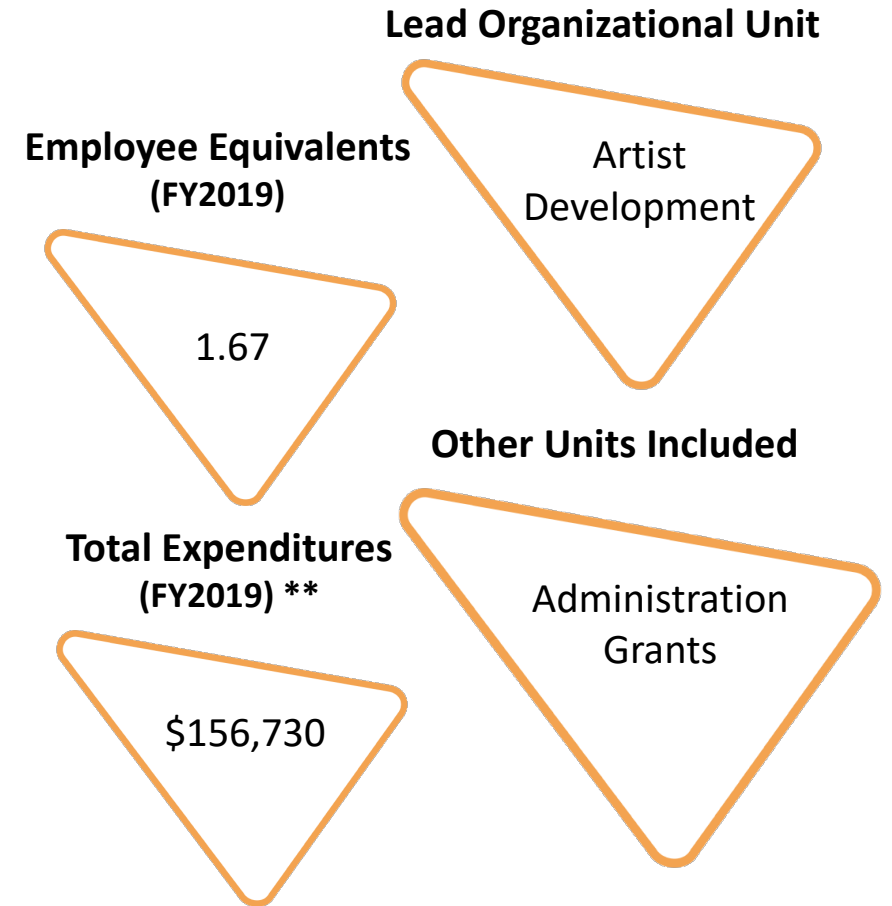 Lead Organizational Unit
Artist
Development
Employee Equivalents
(FY2019)
1.67
Other Units Included
Administration
Grants
Total Expenditures
(FY2019) **
$156,730